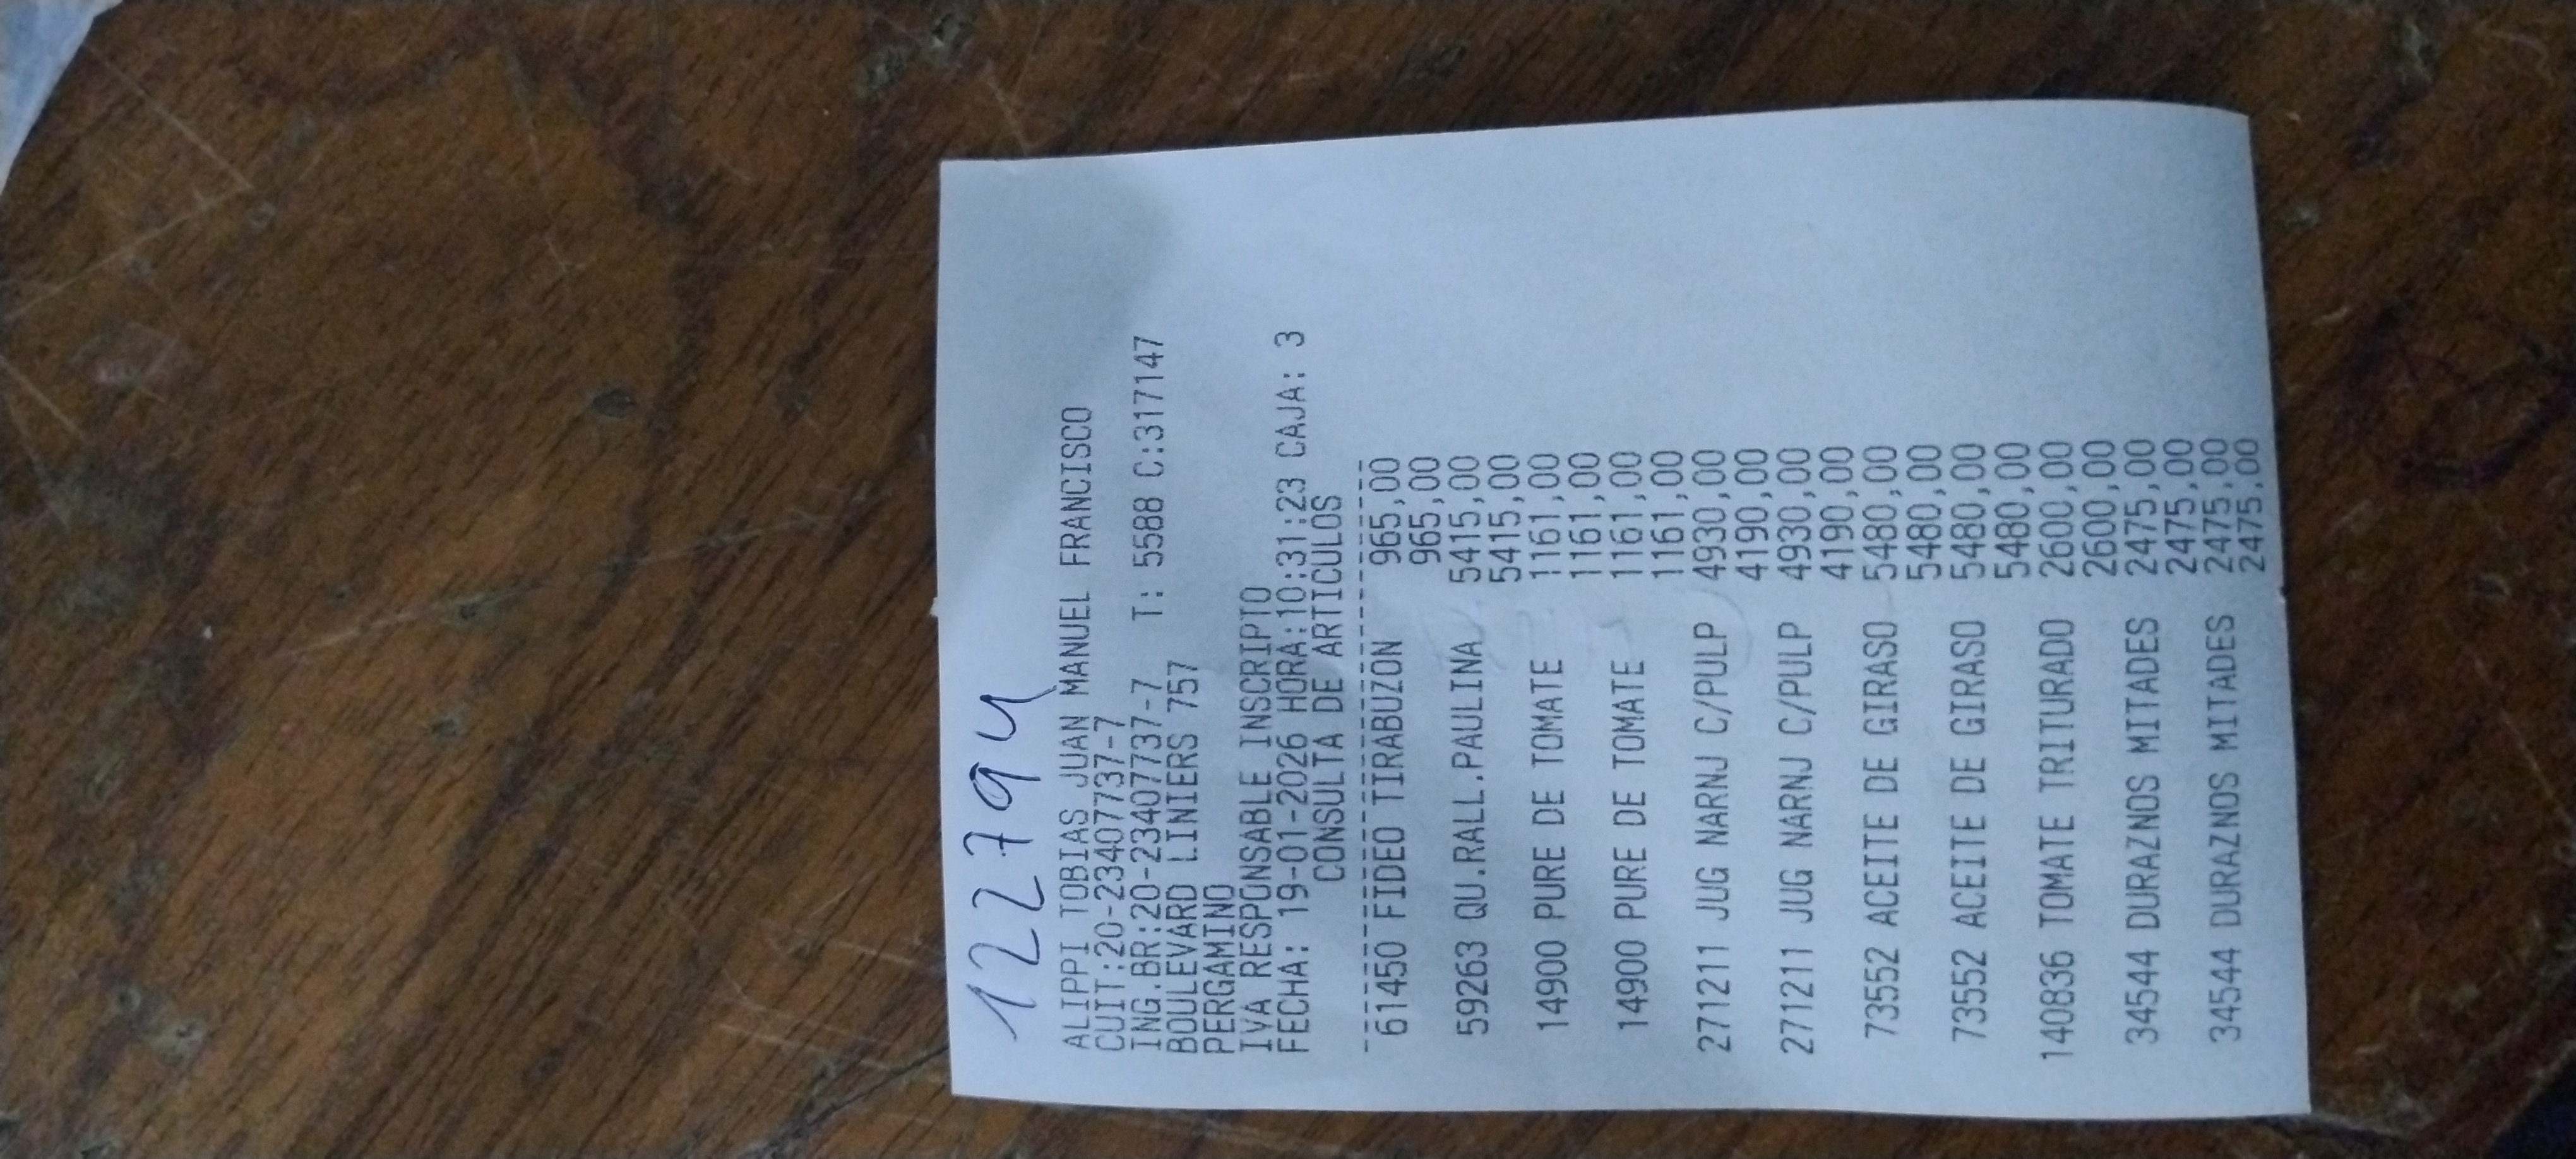 122794
ALIPPI TOBIAS JUAN MANUEL FRANCISCO
CUIT:20-23407737-7
ING.BR:20-23407737-7 T: 5588 C:317147
BOULEVARD LINIERS 757
PERGAMINO
IVA RESPONSABLE INSCRIPTO
FECHA: 19-01-2026 HORA:10:31:23 CAJA: 3
CONSULTA DE ARTICULOS
61450 FIDEO TIRABUZON 965,00
965,00
59263 QU.RALL.PAULINA 5415,00
5415,00
14900 PURE DE TOMATE 1161,00
1161,00
14900 PURE DE TOMATE 1161,00
1161,00
271211 JUG NARNJ C/PULP 4930,00
4190,00
271211 JUG NARNJ C/PULP 4930,00
4190,00
73552 ACEITE DE GIRASO 5480,00
5480,00
73552 ACEITE DE GIRASO 5480,00
5480,00
140836 TOMATE TRITURADO 2600,00
2600,00
34544 DURAZNOS MITADES 2475,00
2475,00
34544 DURAZNOS MITADES 2475,00
2475,00